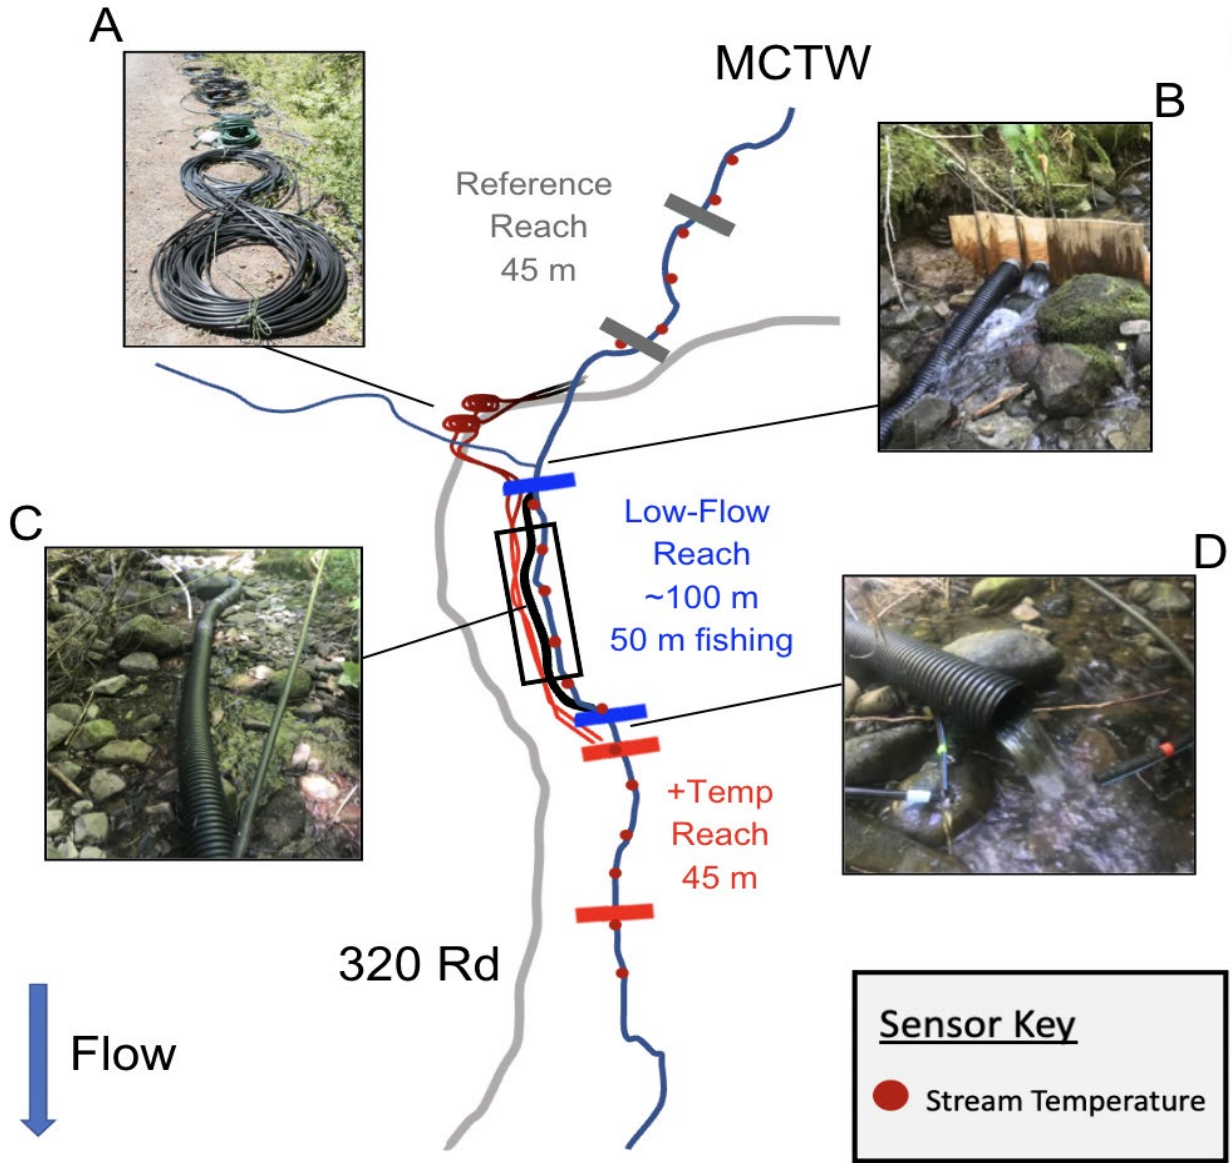 A
MCTW
B
Reference
Reach
45 m
C
Low-Flow
Reach
~100 m
50 m fishing
D
+Temp
Reach
45 m
320 Rd
Flow
Sensor Key
Stream Temperature